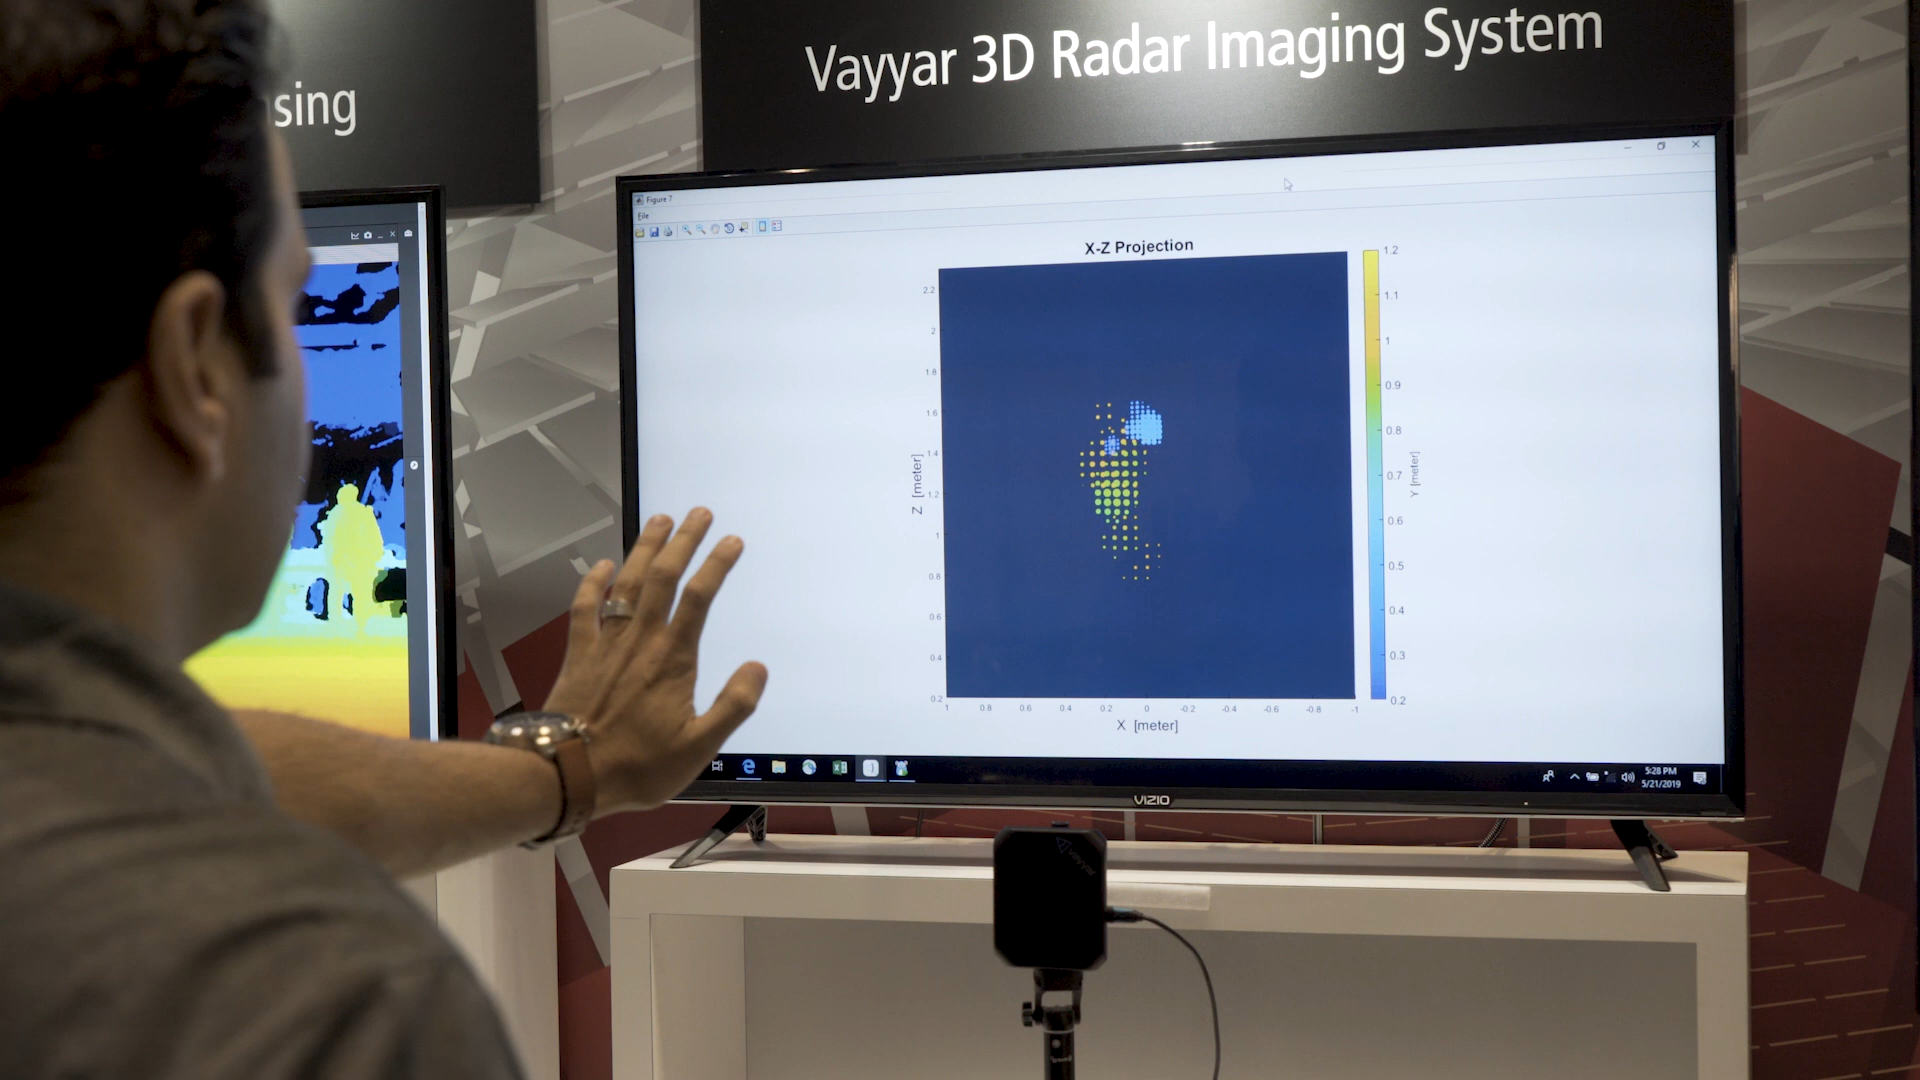 sing
Vayyar 3D Radar Imaging System
Figure 7
File
X-Z Projection
2.2
2
1.8
1.6
1.4
1.2
1
0.8
0.6
0.4
0.2
Z [meter]
1 0.8 0.6 0.4 0.2 0 -0.2 -0.4 -0.6 -0.8 -1
X [meter]
1.2
1.1
1
0.9
0.8
0.7
0.6
0.5
0.4
0.3
0.2
Y [meter]
5:28 PM
5/21/2019
VIZIO
vayyar